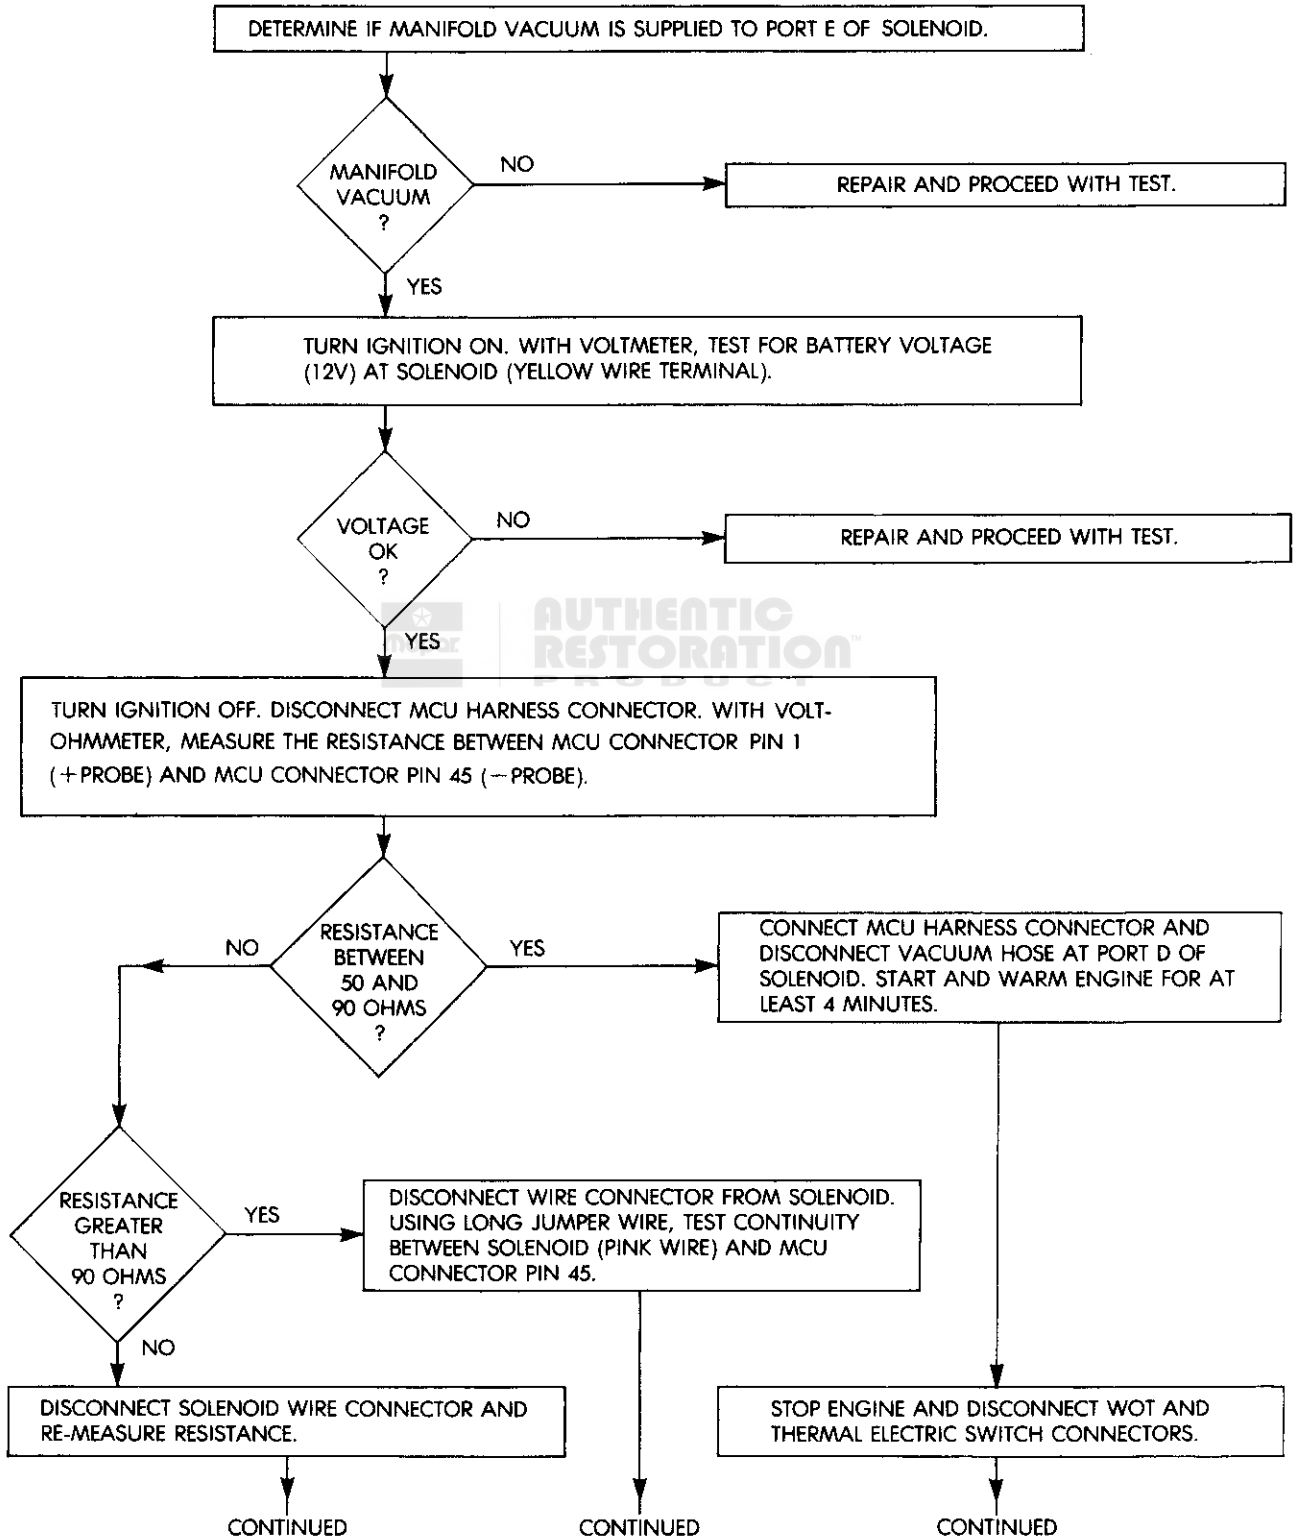 DETERMINE IF MANIFOLD VACUUM IS SUPPLIED TO PORT E OF SOLENOID.
MANIFOLD
VACUUM
?
NO
REPAIR AND PROCEED WITH TEST.
YES
TURN IGNITION ON. WITH VOLTMETER, TEST FOR BATTERY VOLTAGE
(12V) AT SOLENOID (YELLOW WIRE TERMINAL).
VOLTAGE
OK
?
NO
REPAIR AND PROCEED WITH TEST.
YES
Mopar
AUTHENTIC
RESTORATION™
PRODUCT
TURN IGNITION OFF. DISCONNECT MCU HARNESS CONNECTOR. WITH VOLT-
OHMMETER, MEASURE THE RESISTANCE BETWEEN MCU CONNECTOR PIN 1
(+PROBE) AND MCU CONNECTOR PIN 45 (—PROBE).
RESISTANCE
BETWEEN
50 AND
90 OHMS
?
NO
YES
CONNECT MCU HARNESS CONNECTOR AND
DISCONNECT VACUUM HOSE AT PORT D OF
SOLENOID. START AND WARM ENGINE FOR AT
LEAST 4 MINUTES.
RESISTANCE
GREATER
THAN
90 OHMS
?
YES
DISCONNECT WIRE CONNECTOR FROM SOLENOID.
USING LONG JUMPER WIRE, TEST CONTINUITY
BETWEEN SOLENOID (PINK WIRE) AND MCU
CONNECTOR PIN 45.
NO
DISCONNECT SOLENOID WIRE CONNECTOR AND
RE-MEASURE RESISTANCE.
STOP ENGINE AND DISCONNECT WOT AND
THERMAL ELECTRIC SWITCH CONNECTORS.
CONTINUED
CONTINUED
CONTINUED